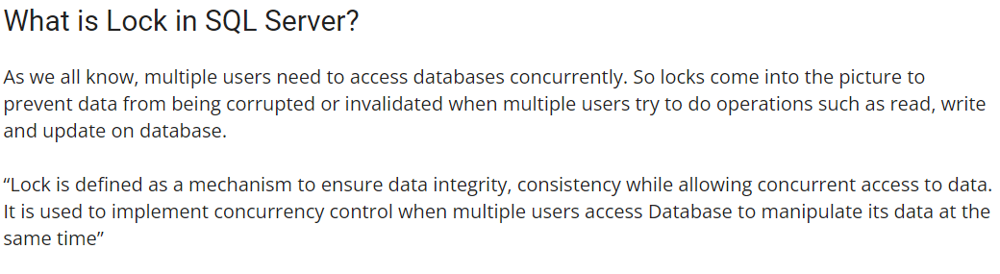 What is Lock in SQL Server?
As we all know, multiple users need to access databases concurrently. So locks come into the picture to
prevent data from being corrupted or invalidated when multiple users try to do operations such as read, write
and update on database.
“Lock is defined as a mechanism to ensure data integrity, consistency while allowing concurrent access to data.
It is used to implement concurrency control when multiple users access Database to manipulate its data at the
same time”